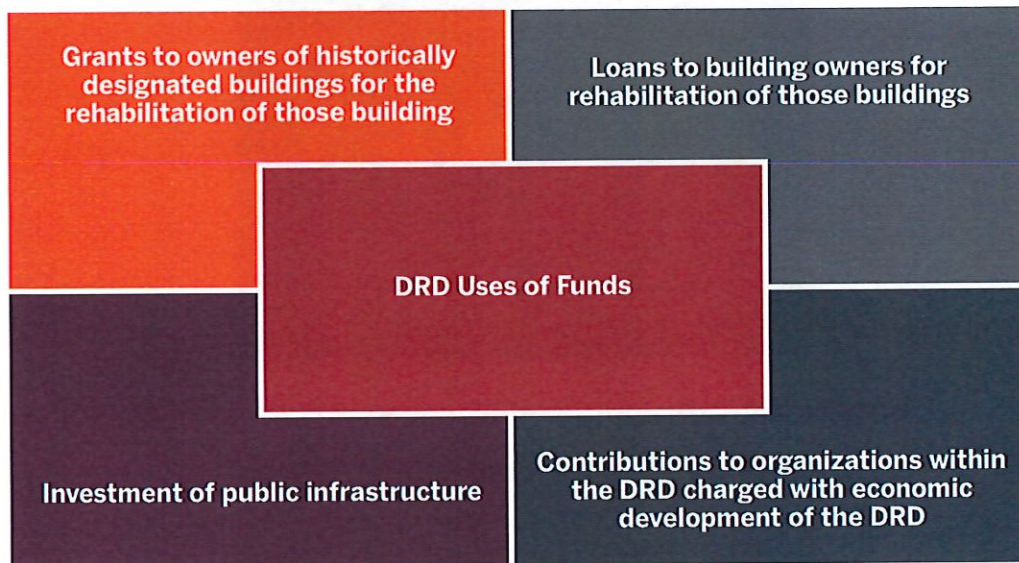 Grants to owners of historically
designated buildings for the
rehabilitation of those building
Loans to building owners for
rehabilitation of those buildings
DRD Uses of Funds
Investment of public infrastructure
Contributions to organizations within
the DRD charged with economic
development of the DRD